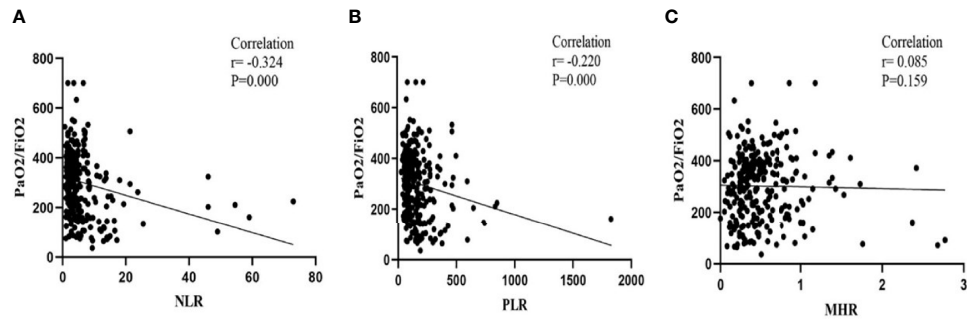 A
Correlation
r= -0.324
P=0.000
PaO2/FiO2
800
600
400
200
0
0 20 40 60 80
NLR
B
Correlation
r= -0.220
P=0.000
PaO2/FiO2
800
600
400
200
0
0 500 1000 1500 2000
PLR
C
Correlation
r= 0.085
P=0.159
PaO2/FiO2
800
600
400
200
0
0 1 2 3
MHR